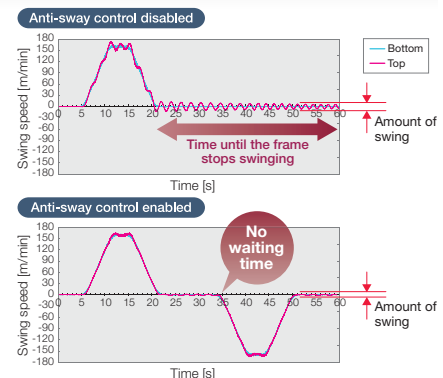 Anti-sway control disabled
Swing speed [m/min]
180
150
120
90
60
30
0
-30
-60
-90
-120
-150
-180
0 5 10 15 20 25 30 35 40 45 50 55 60
Time until the frame
stops swinging
Time [s]
Bottom
Top
Amount of
swing
Anti-sway control enabled
Swing speed [m/min]
180
150
120
90
60
30
0
-30
-60
-90
-120
-150
-180
0 5 10 15 20 25 30 35 40 45 50 55 60
No
waiting
time
Time [s]
Amount of
swing